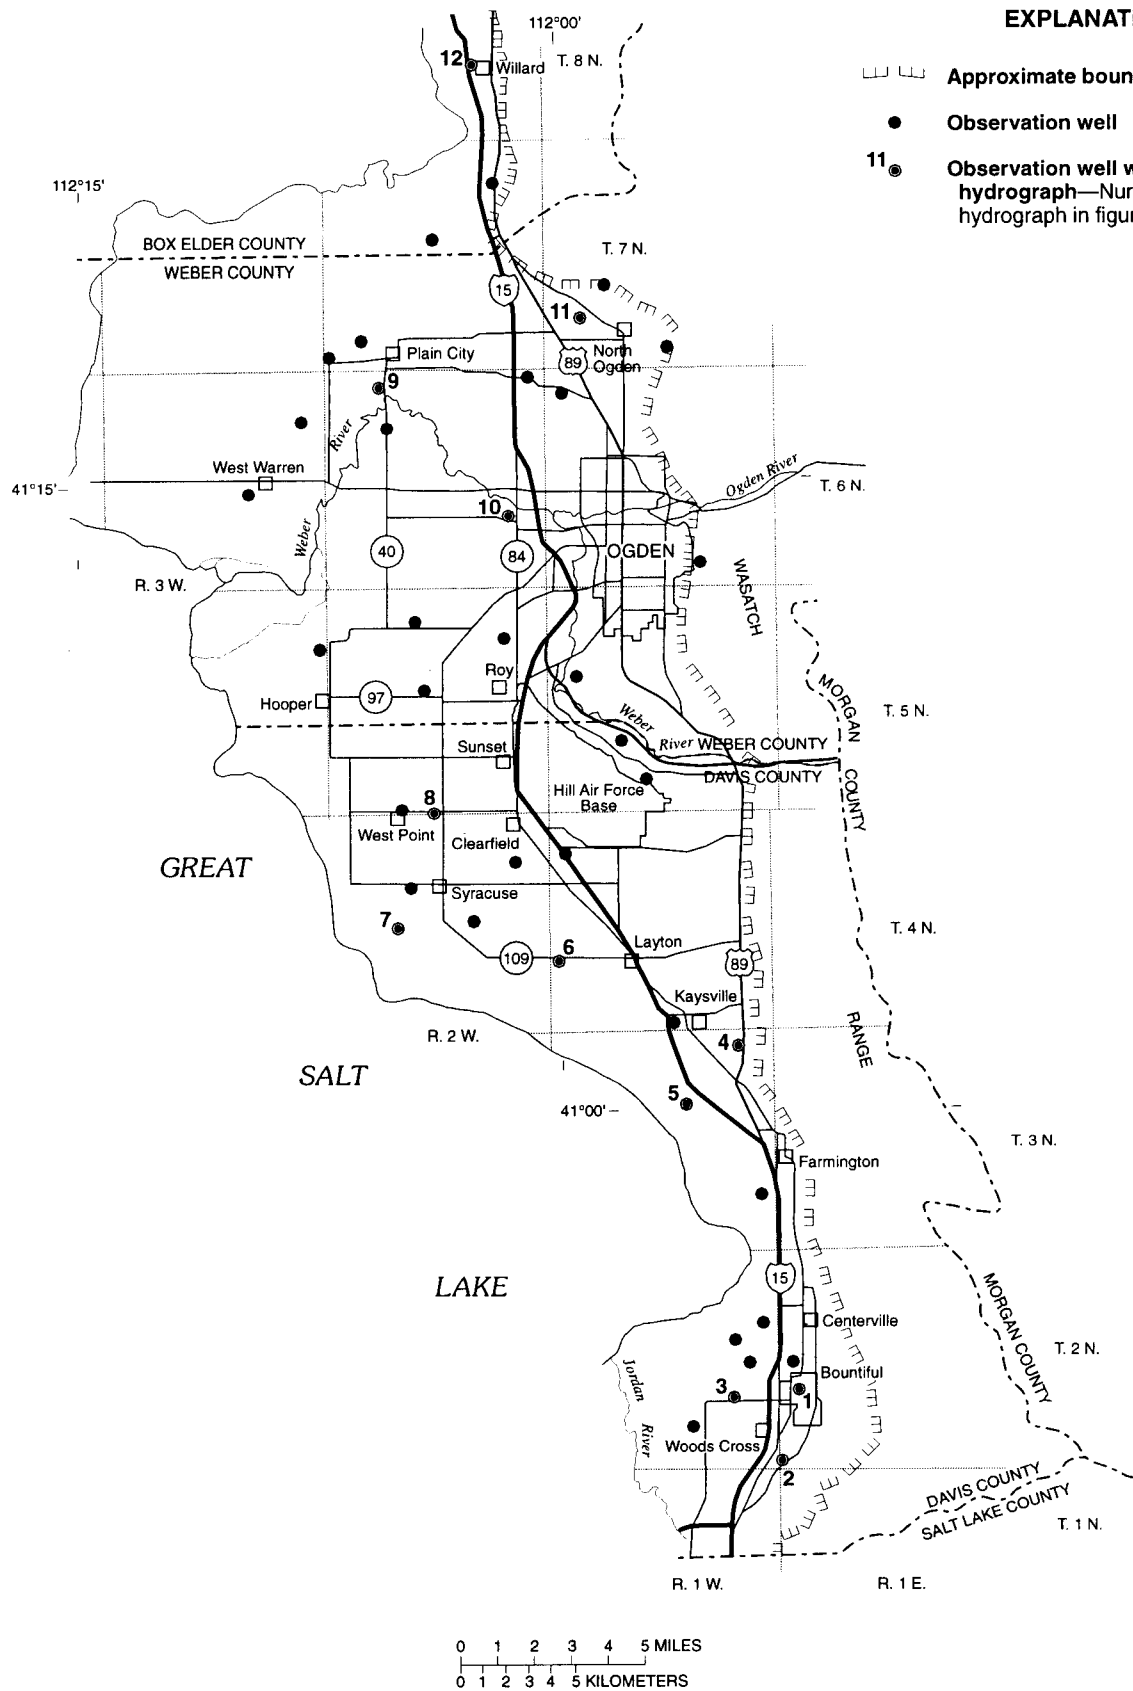 EXPLANAT
112°00'
12
Willard
T. 8 N.
Approximate boun
Observation well
11
Observation well w
hydrograph—Nur
hydrograph in figur
112°15'
BOX ELDER COUNTY
WEBER COUNTY
T. 7 N.
15
11
89
North
Ogden
Plain City
9
River
West Warren
41°15'
Ogden River
T. 6 N.
10
Weber
40
84
OGDEN
R. 3 W.
WASATCH
Roy
Hooper
97
MORGAN
COUNTY
T. 5 N.
Weber
River
WEBER COUNTY
DAVIS COUNTY
Sunset
Hill Air Force
Base
8
West Point
Clearfield
GREAT
Syracuse
7
T. 4 N.
6
Layton
109
89
Kaysville
R. 2 W.
4
RANGE
SALT
5
41°00'
T. 3 N.
Farmington
LAKE
15
MORGAN COUNTY
Centerville
T. 2 N.
Jordan
River
Bountiful
3
1
Woods Cross
2
DAVIS COUNTY
SALT LAKE COUNTY
T. 1 N.
R. 1 W.
R. 1 E.
0 1 2 3 4 5 MILES
0 1 2 3 4 5 KILOMETERS